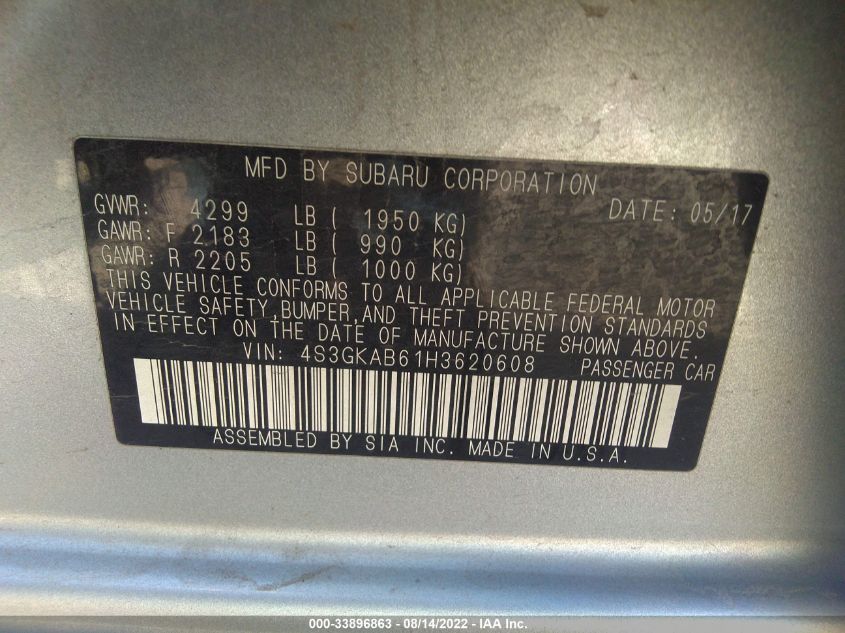 MFD BY SUBARU CORPORATION
GVWR: 4299 LB ( 1950 KG) DATE: 05/17
GAWR: F 2183 LB ( 990 KG)
GAWR: R 2205 LB ( 1000 KG)
THIS VEHICLE CONFORMS TO ALL APPLICABLE FEDERAL MOTOR
VEHICLE SAFETY,BUMPER,AND THEFT PREVENTION STANDARDS
IN EFFECT ON THE DATE OF MANUFACTURE SHOWN ABOVE.
VIN: 4S3GKAB61H3620608 PASSENGER CAR
ASSEMBLED BY SIA INC. MADE IN U.S.A.
000-33896863 - 08/14/2022 - IAA Inc.